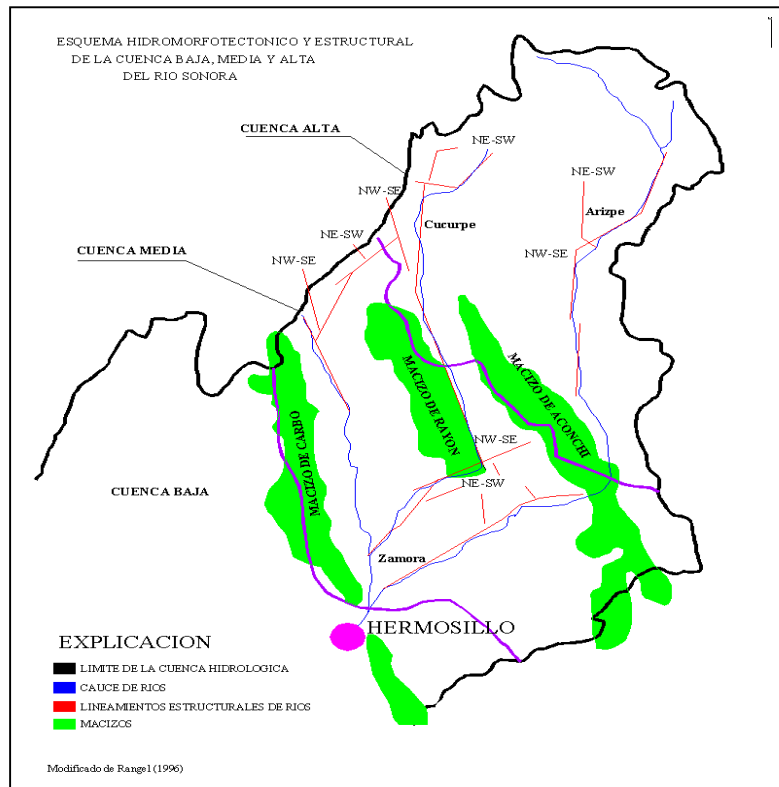 ESQUEMA HIDROMORFOTECTONICO Y ESTRUCTURAL
DE LA CUENCA BAJA, MEDIA Y ALTA
DEL RIO SONORA
CUENCA ALTA
NE-SW
NW-SE
NE-SW
Arizpe
Cucurpe
NE-SW
CUENCA MEDIA
NW-SE
NW-SE
MACIZO DE CARBO
MACIZO DE RAYON
MACIZO DE ACONCHI
NW-SE
NE-SW
CUENCA BAJA
Zamora
HERMOSILLO
EXPLICACION
LIMITE DE LA CUENCA HIDROLOGICA
CAUCE DE RIOS
LINEAMIENTOS ESTRUCTURALES DE RIOS
MACIZOS
Modificado de Rangel (1996)